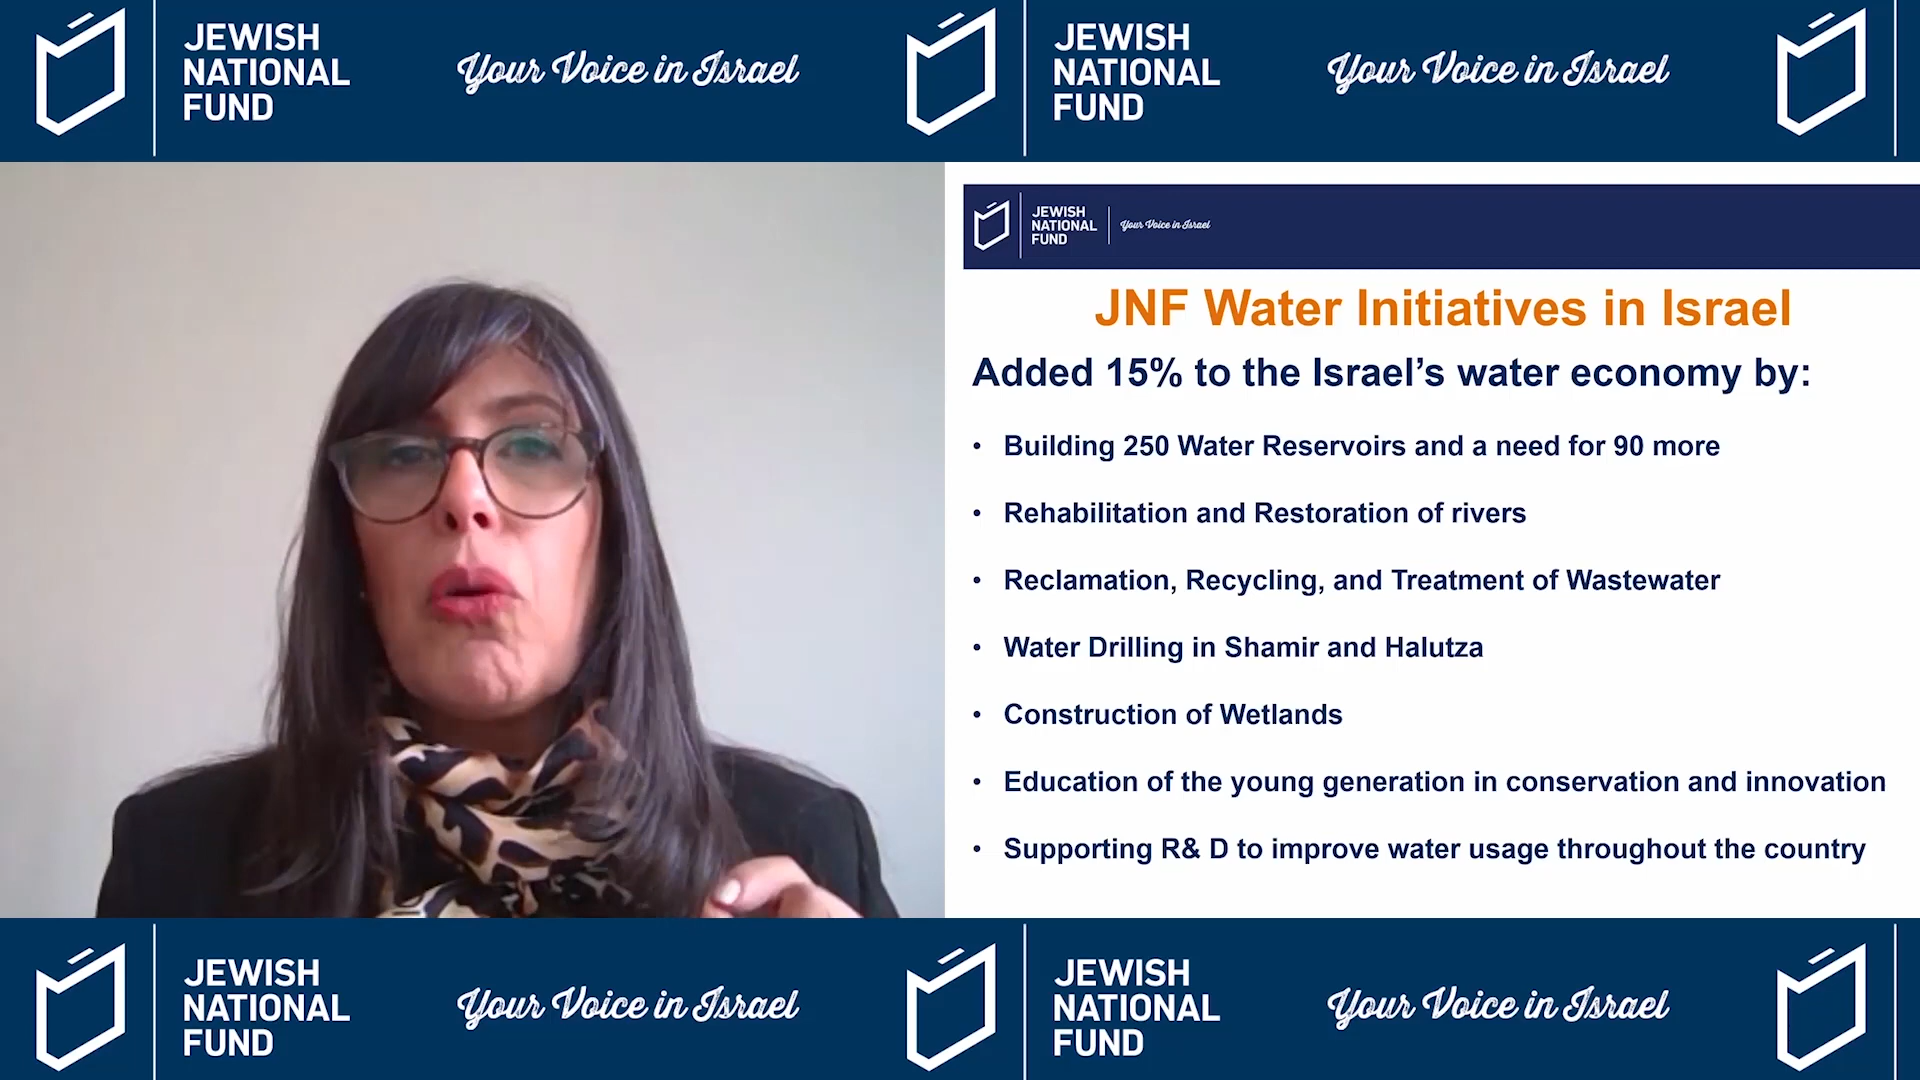 JEWISH
NATIONAL
FUND
Your Voice in Israel
JEWISH
NATIONAL
FUND
Your Voice in Israel
JEWISH
NATIONAL
FUND
Your Voice in Israel
JNF Water Initiatives in Israel
Added 15% to the Israel’s water economy by:
• Building 250 Water Reservoirs and a need for 90 more
• Rehabilitation and Restoration of rivers
• Reclamation, Recycling, and Treatment of Wastewater
• Water Drilling in Shamir and Halutza
• Construction of Wetlands
• Education of the young generation in conservation and innovation
• Supporting R& D to improve water usage throughout the country
JEWISH
NATIONAL
FUND
Your Voice in Israel
JEWISH
NATIONAL
FUND
Your Voice in Israel